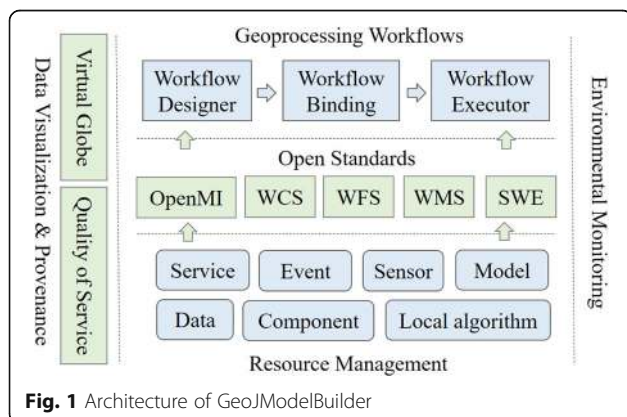 Geoprocessing Workflows
Workflow
Designer
Workflow
Binding
Workflow
Executor
Open Standards
OpenMI
WCS
WFS
WMS
SWE
Service
Event
Sensor
Model
Data
Component
Local algorithm
Resource Management
Data Visualization & Provenance
Virtual Globe
Quality of Service
Environmental Monitoring
Fig. 1 Architecture of GeoJModelBuilder